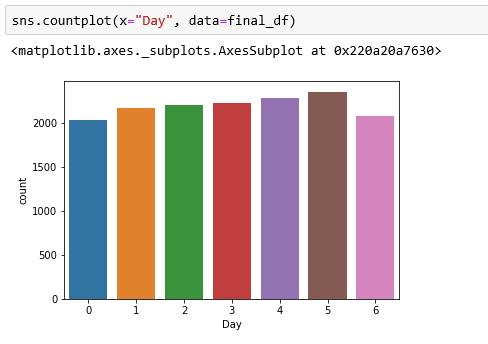 sns.countplot(x="Day", data=final_df)
<matplotlib.axes._subplots.AxesSubplot at 0x220a20a7630>
2000
1500
1000
500
0
count
0 1 2 3 4 5 6
Day